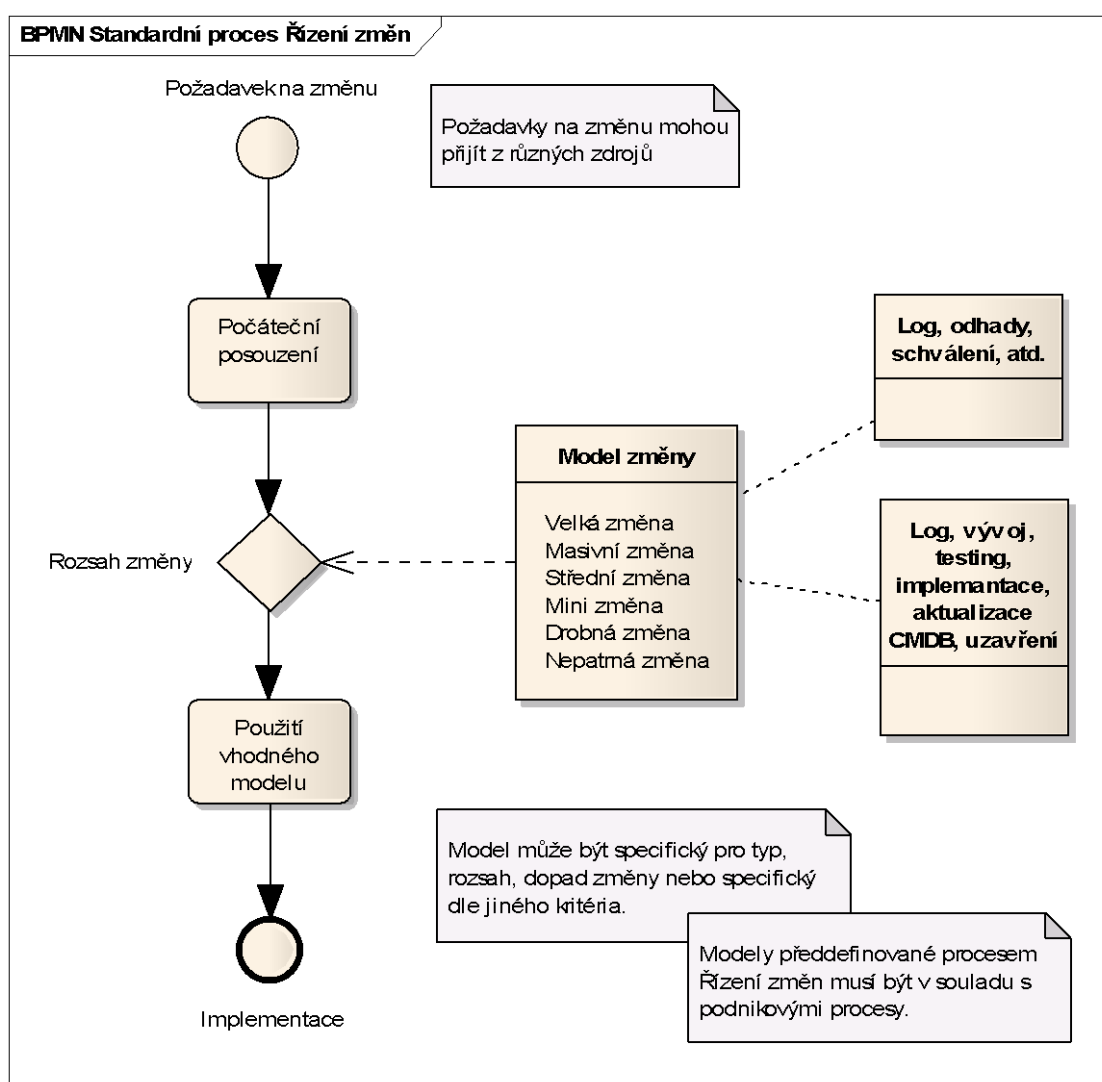 BPMN Standardní proces Řízení změn
Požadavek na změnu
Požadavky na změnu mohou
přijít z různých zdrojů
Počáteční
posouzení
Log, odhady,
schválení, atd.
Model změny
Velká změna
Masivní změna
Střední změna
Mini změna
Drobná změna
Nepatrná změna
Rozsah změny
Log, vývoj,
testing,
implemantace,
aktualizace
CMDB, uzavření
Použití
vhodného
modelu
Model může být specifický pro typ,
rozsah, dopad změny nebo specifický
dle jiného kritéria.
Modely předdefinované procesem
Řízení změn musí být v souladu s
podnikovými procesy.
Implementace